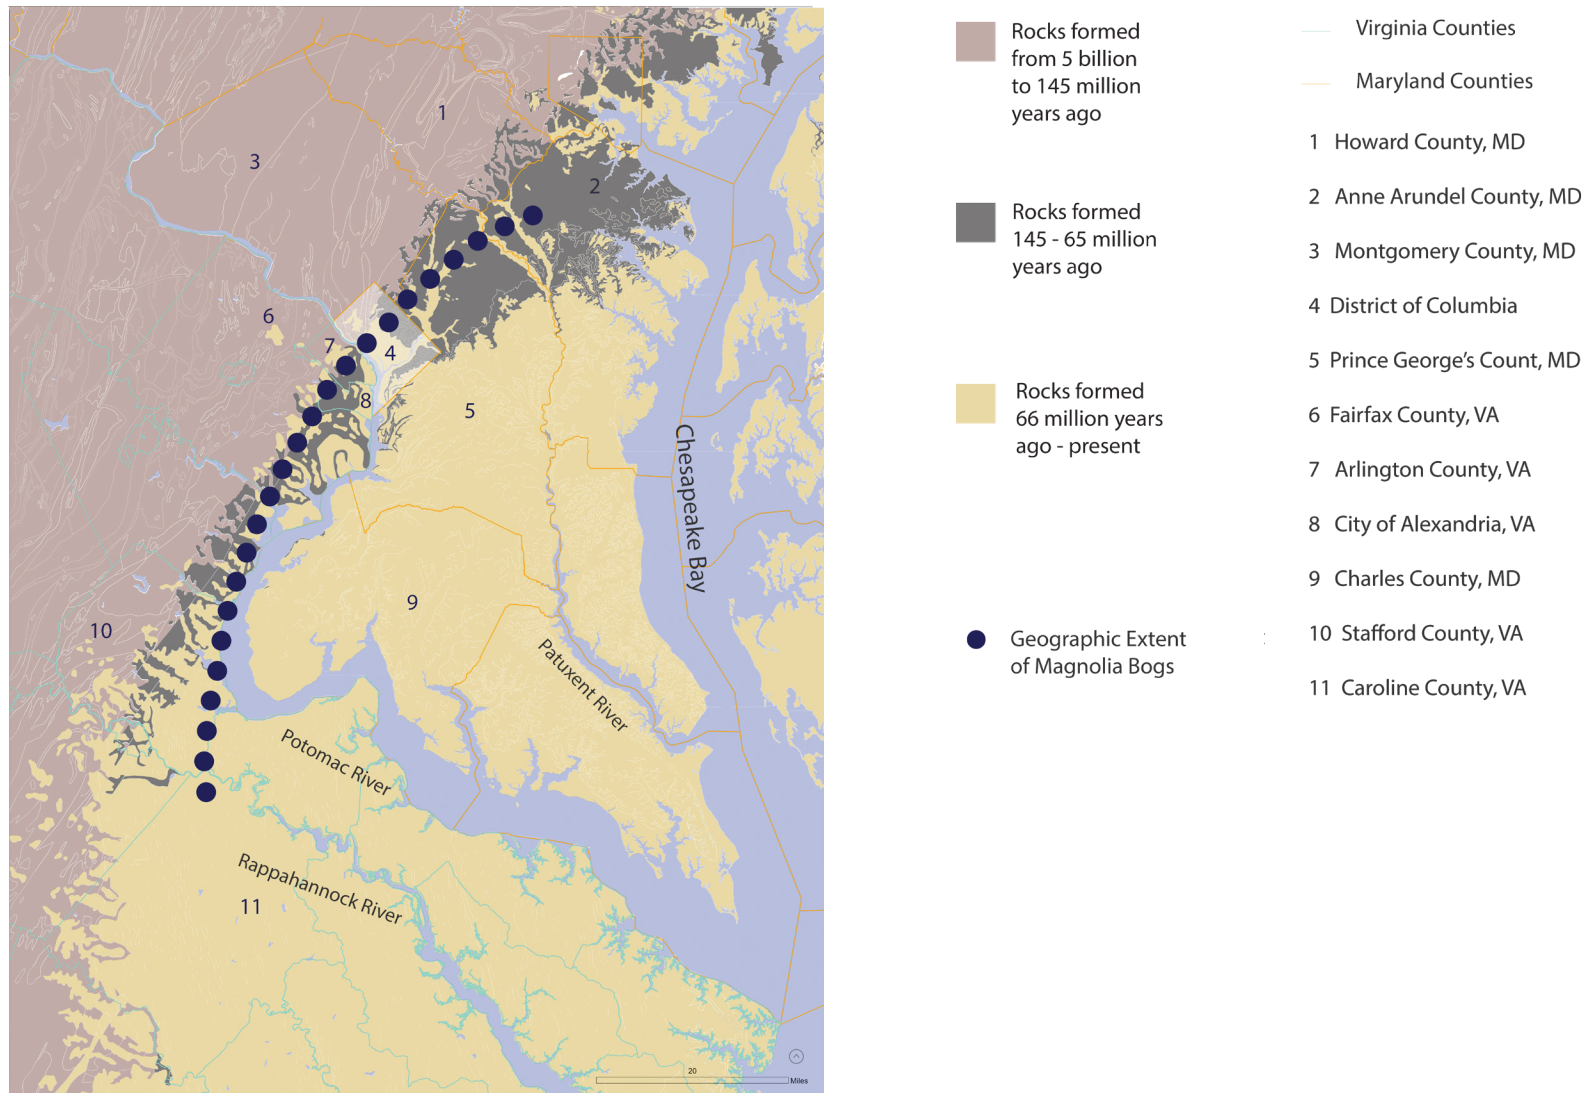 1
2
3
4
5
6
7
8
9
10
11
Chesapeake Bay
Patuxent River
Potomac River
Rappahannock River
20
Miles
Rocks formed
from 5 billion
to 145 million
years ago
Rocks formed
145 - 65 million
years ago
Rocks formed
66 million years
ago - present
Geographic Extent
of Magnolia Bogs
Virginia Counties
Maryland Counties
1 Howard County, MD
2 Anne Arundel County, MD
3 Montgomery County, MD
4 District of Columbia
5 Prince George's Count, MD
6 Fairfax County, VA
7 Arlington County, VA
8 City of Alexandria, VA
9 Charles County, MD
10 Stafford County, VA
11 Caroline County, VA